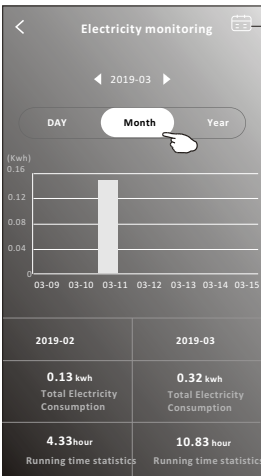 Electricity monitoring
2019-03
DAY Month Year
(Kwh)
0.16
0.12
0.08
0.04
0
03-09 03-10 03-11 03-12 03-13 03-14 03-15
2019-02 2019-03
0.13 kwh 0.32 kwh
Total Electricity Total Electricity
Consumption Consumption
4.33hour 10.83 hour
Running time statistics Running time statistics